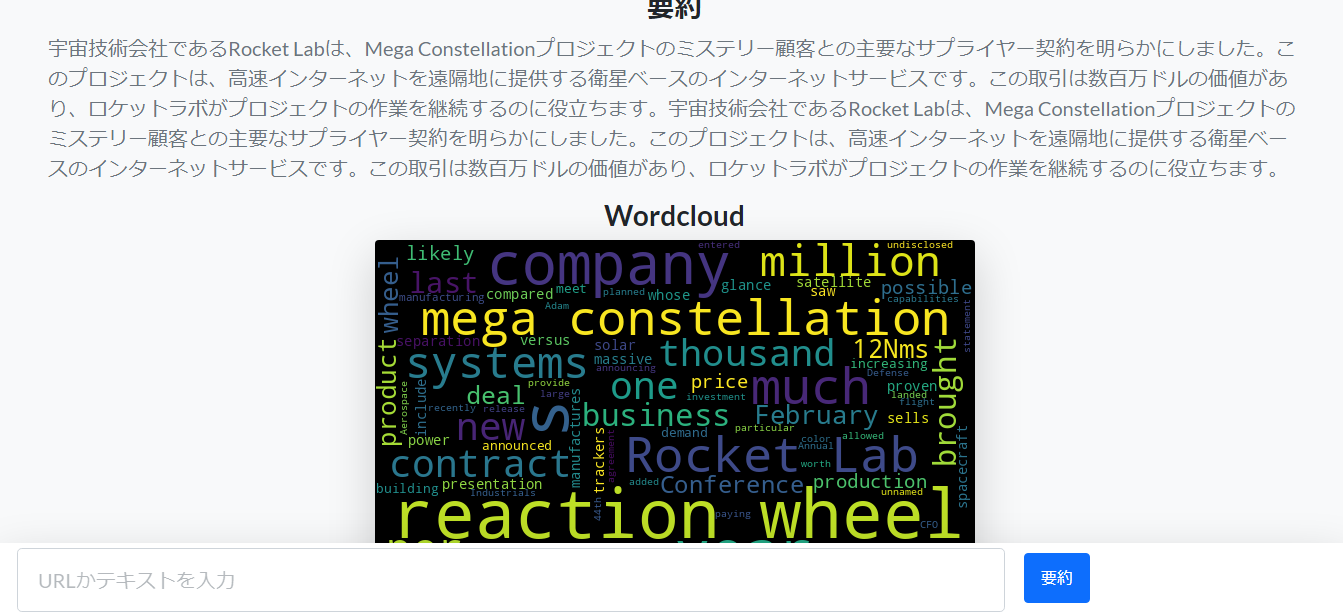 要約
宇宙技術会社であるRocket Labは、Mega Constellationプロジェクトのミステリー顧客との主要なサプライヤー契約を明らかにしました。こ
のプロジェクトは、高速インターネットを遠隔地に提供する衛星ベースのインターネットサービスです。この取引は数百万ドルの価値があ
り、ロケットラボがプロジェクトの作業を継続するのに役立ちます。宇宙技術会社であるRocket Labは、Mega Constellationプロジェクトの
ミステリー顧客との主要なサプライヤー契約を明らかにしました。このプロジェクトは、高速インターネットを遠隔地に提供する衛星ベー
スのインターネットサービスです。この取引は数百万ドルの価値があり、ロケットラボがプロジェクトの作業を継続するのに役立ちます。
Wordcloud
entered
undisclosed
likely
company
million
wheel
last
glance
satellite
saw
possible
manufacturing
compared
meet
planned
whose
capabilities
Adam
mega constellation
statement
separation
versus
solar
thousand
12Nms
product
systems
massive
announcing
increasing
Defense
brought
Aerospace
include
provide
one
price
much
proven
landed
deal
large
investment
flight
recently
release
s
business
February
sells
new
manufactures
particular
power
announced
trackers
agreement
demand
color
allowed
Annual
spacecraft
contract
Rocket Lab
worth
building
presentation
added
Conference
production
Industrials
unnamed
44th
reaction wheel
paying
CFO
URLかテキストを入力
要約